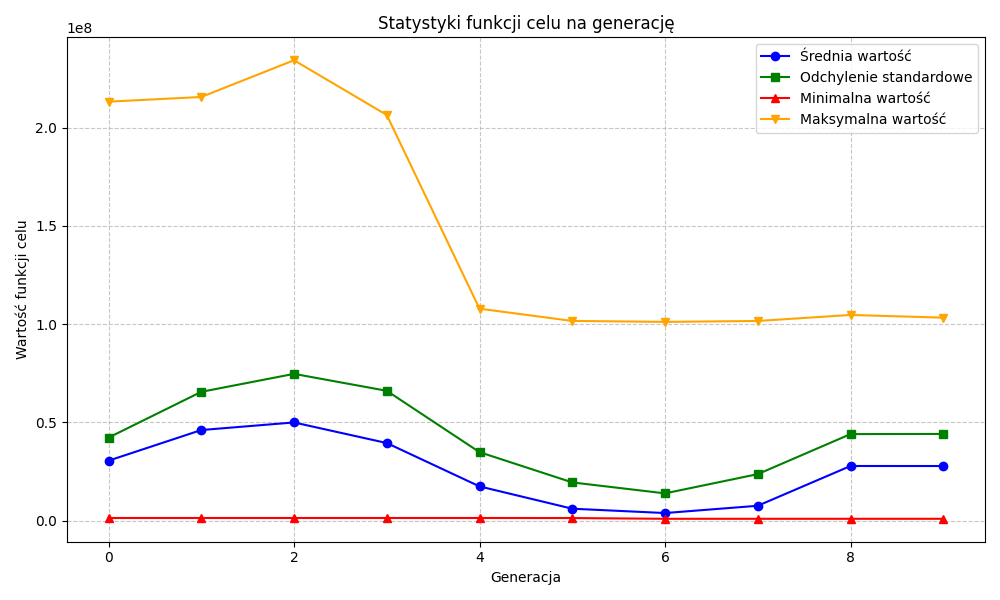 Statystyki funkcji celu na generację
1e8
Średnia wartość
Odchylenie standardowe
Minimalna wartość
Maksymalna wartość
2.0
1.5
1.0
0.5
0.0
Wartość funkcji celu
0 2 4 6 8
Generacja